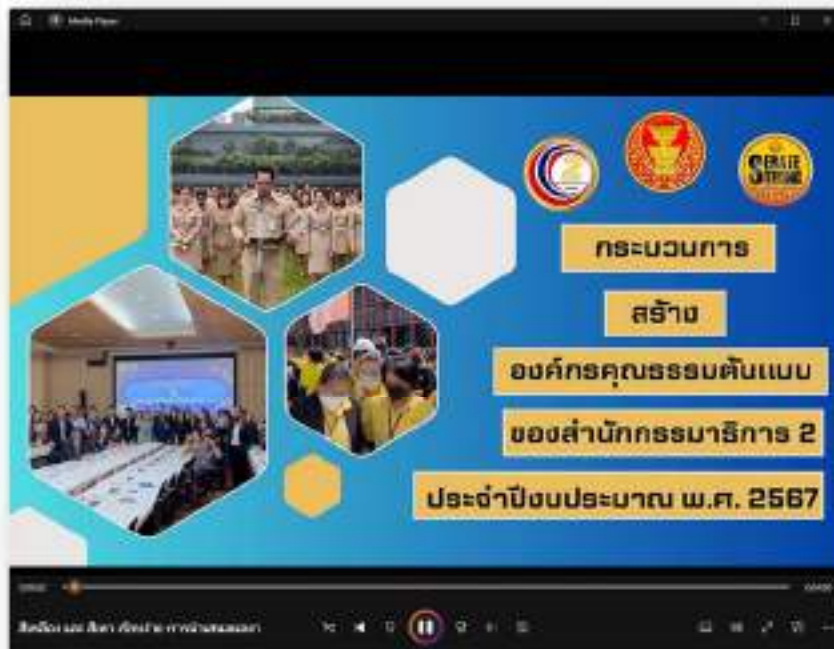 Media Player
กระบวนการ
สร้าง
องค์กรคุณธรรมต้นแบบ
ของสำนักกรรมาธิการ 2
ประจำปีงบประมาณ พ.ศ. 2567